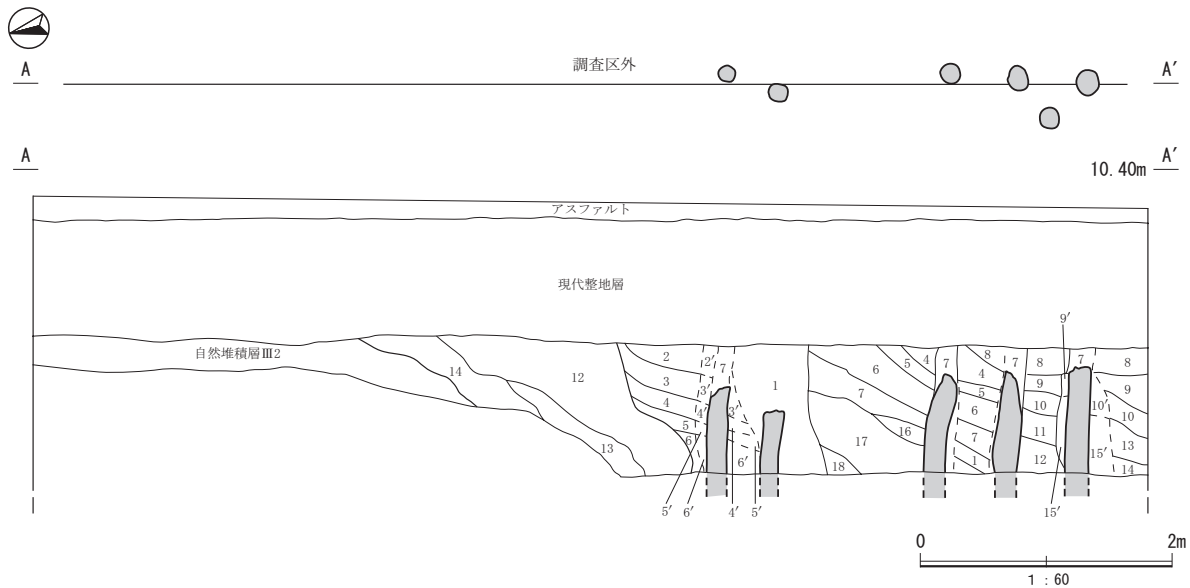 調査区外
A A′
A A′
10.40m
アスファルト
現代整地層
9′
自然堆積層Ⅲ2
14 12 2 2′ 7 1 6 5 4 7 8 7 8 7 8
3 3′ 4 9 9
4 4′ 3′ 7 5 10 10′ 10
5 6 16 6 11 13
13 6′ 17 7 12 15′ 14
18 1
5′ 6′ 4′ 5′ 15′
0 2m
1 : 60